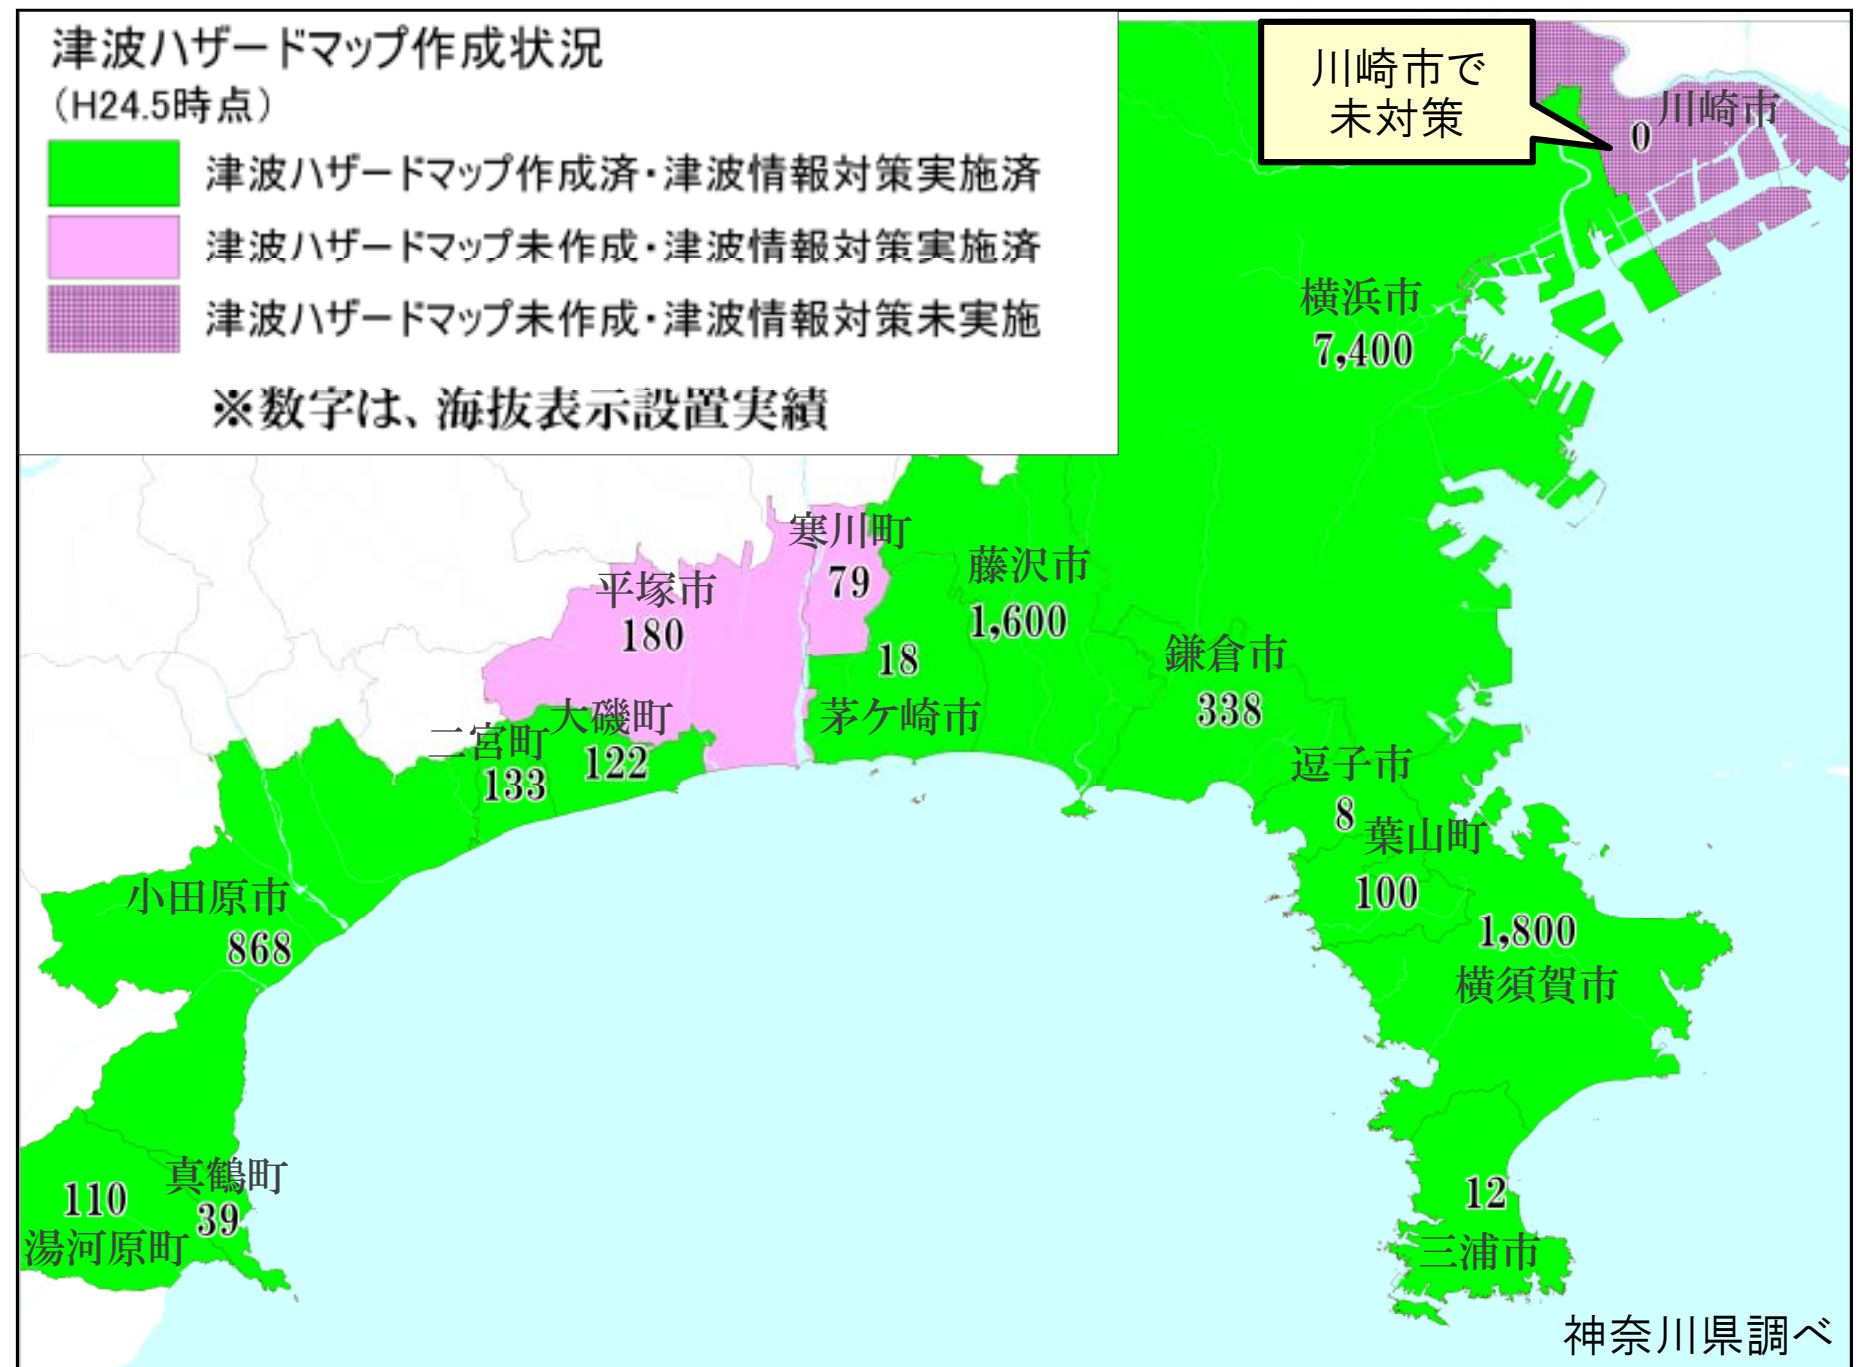 津波ハザードマップ作成状況
（H24.5時点）
津波ハザードマップ作成済・津波情報対策実施済
津波ハザードマップ未作成・津波情報対策実施済
津波ハザードマップ未作成・津波情報対策未実施
※数字は、海抜表示設置実績
川崎市で
未対策
川崎市
0
横浜市
7,400
寒川町
79
藤沢市
1,600
平塚市
180
18
茅ケ崎市
鎌倉市
338
大磯町
122
二宮町
133
逗子市
8
葉山町
100
小田原市
868
1,800
横須賀市
真鶴町
39
110
湯河原町
12
三浦市
神奈川県調べ